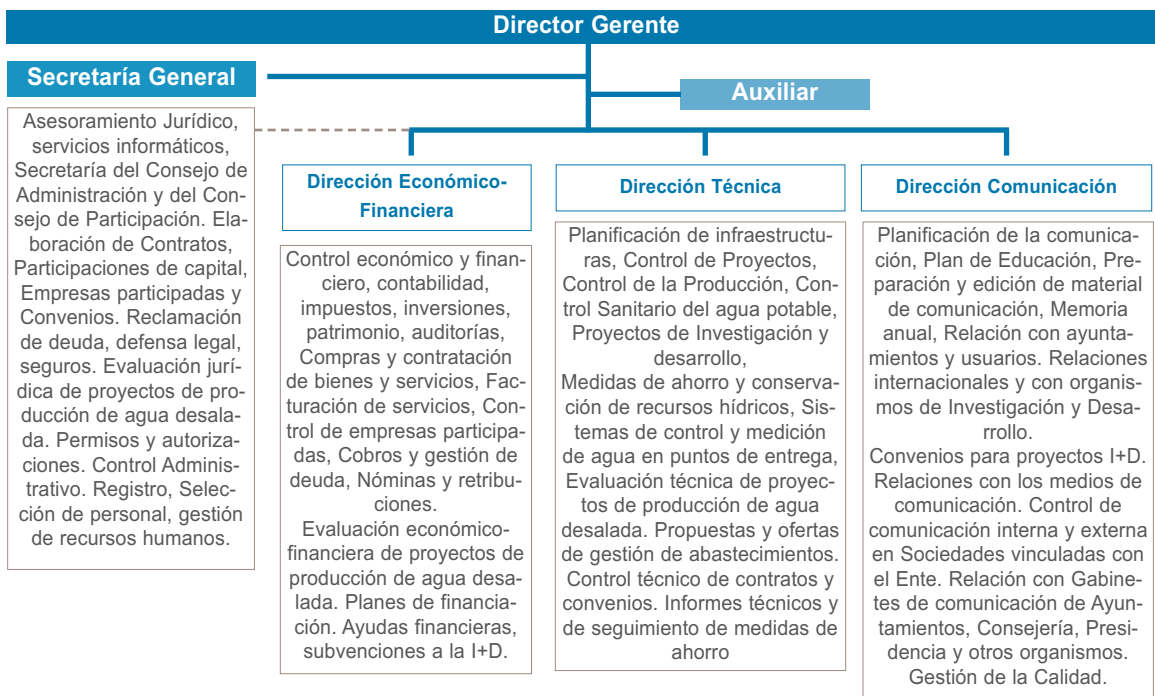 Director Gerente
Secretaría General
Auxiliar
Asesoramiento Jurídico,
servicios informáticos,
Secretaría del Consejo de
Administración y del Con-
sejo de Participación. Ela-
boración de Contratos,
Participaciones de capital,
Empresas participadas y
Convenios. Reclamación
de deuda, defensa legal,
seguros. Evaluación jurí-
dica de proyectos de pro-
ducción de agua desala-
da. Permisos y autoriza-
ciones. Control Adminis-
trativo. Registro, Selec-
ción de personal, gestión
de recursos humanos.
Dirección Económico-
Financiera
Control económico y finan-
ciero, contabilidad,
impuestos, inversiones,
patrimonio, auditorías,
Compras y contratación
de bienes y servicios, Fac-
turación de servicios, Con-
trol de empresas participa-
das, Cobros y gestión de
deuda, Nóminas y retribu-
ciones.
Evaluación económico-
financiera de proyectos de
producción de agua desa-
lada. Planes de financia-
ción. Ayudas financieras,
subvenciones a la I+D.
Dirección Técnica
Planificación de infraestructu-
ras, Control de Proyectos,
Control de la Producción, Con-
trol Sanitario del agua potable,
Proyectos de Investigación y
desarrollo,
Medidas de ahorro y conserva-
ción de recursos hídricos, Sis-
temas de control y medición
de agua en puntos de entrega,
Evaluación técnica de proyec-
tos de producción de agua
desalada. Propuestas y ofertas
de gestión de abastecimientos.
Control técnico de contratos y
convenios. Informes técnicos y
de seguimiento de medidas de
ahorro
Dirección Comunicación
Planificación de la comunica-
ción, Plan de Educación, Pre-
paración y edición de material
de comunicación, Memoria
anual, Relación con ayunta-
mientos y usuarios. Relaciones
internacionales y con organis-
mos de Investigación y Desa-
rrollo.
Convenios para proyectos I+D.
Relaciones con los medios de
comunicación. Control de
comunicación interna y externa
en Sociedades vinculadas con
el Ente. Relación con Gabine-
tes de comunicación de Ayun-
tamientos, Consejería, Presi-
dencia y otros organismos.
Gestión de la Calidad.